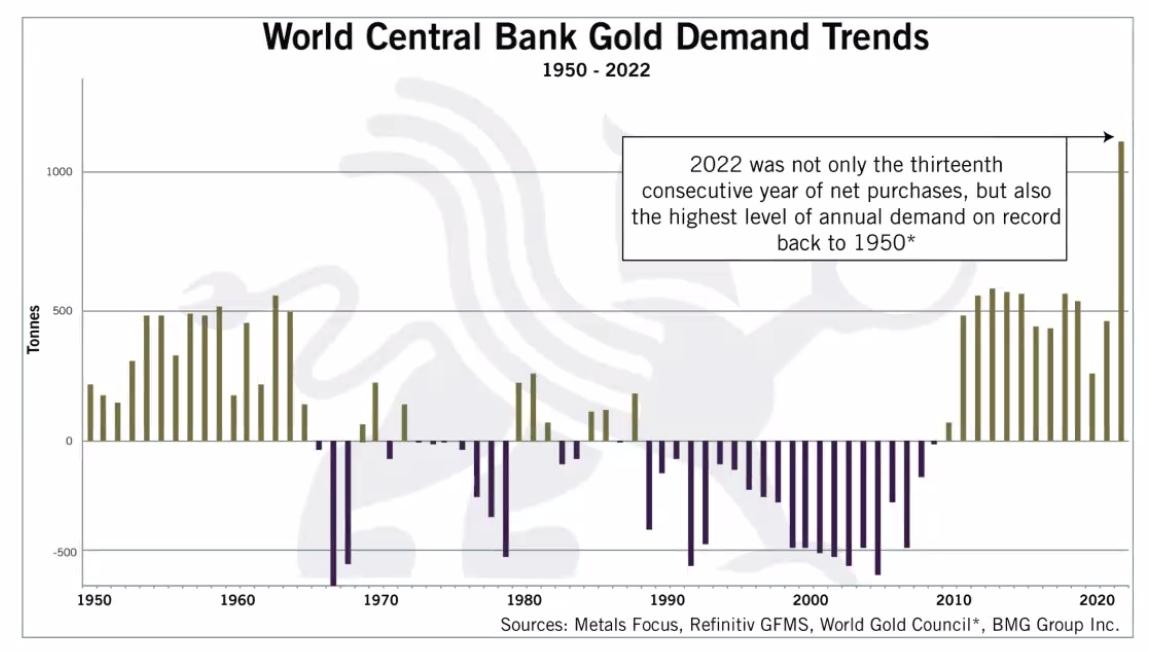 World Central Bank Gold Demand Trends
1950 - 2022
2022 was not only the thirteenth
consecutive year of net purchases, but also
the highest level of annual demand on record
back to 1950*
Tonnes
1000
500
0
-500
1950 1960 1970 1980 1990 2000 2010 2020
Sources: Metals Focus, Refinitiv GFMS, World Gold Council*, BMG Group Inc.